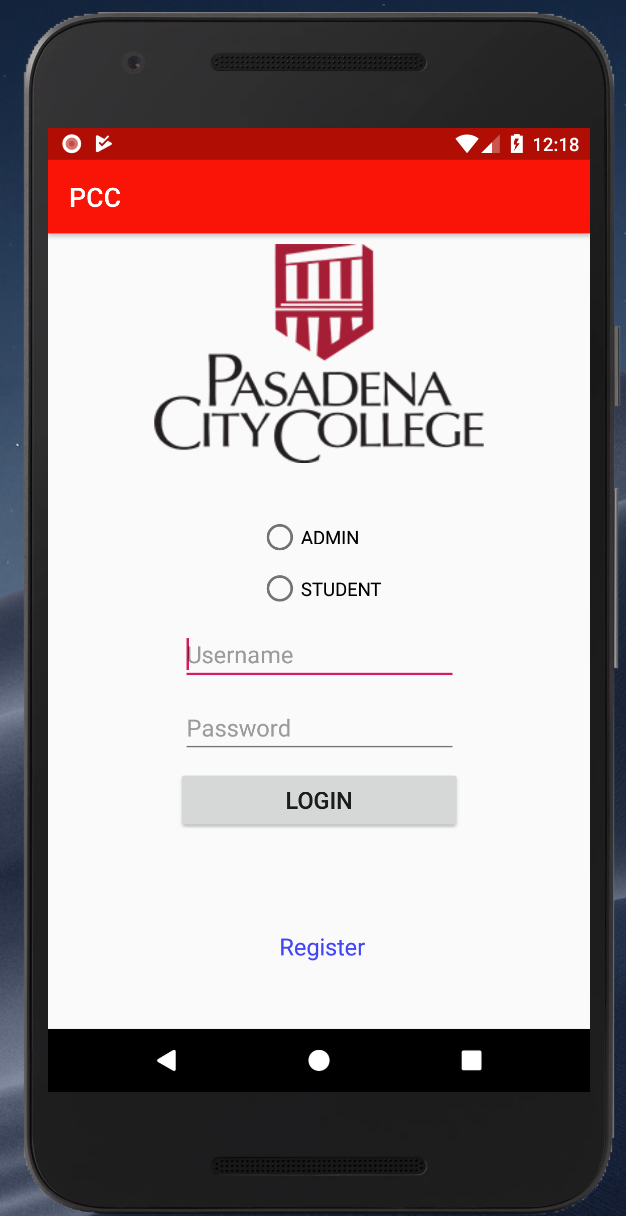 12:18
PCC
PASADENA
CITY COLLEGE
ADMIN
STUDENT
Username
Password
LOGIN
Register